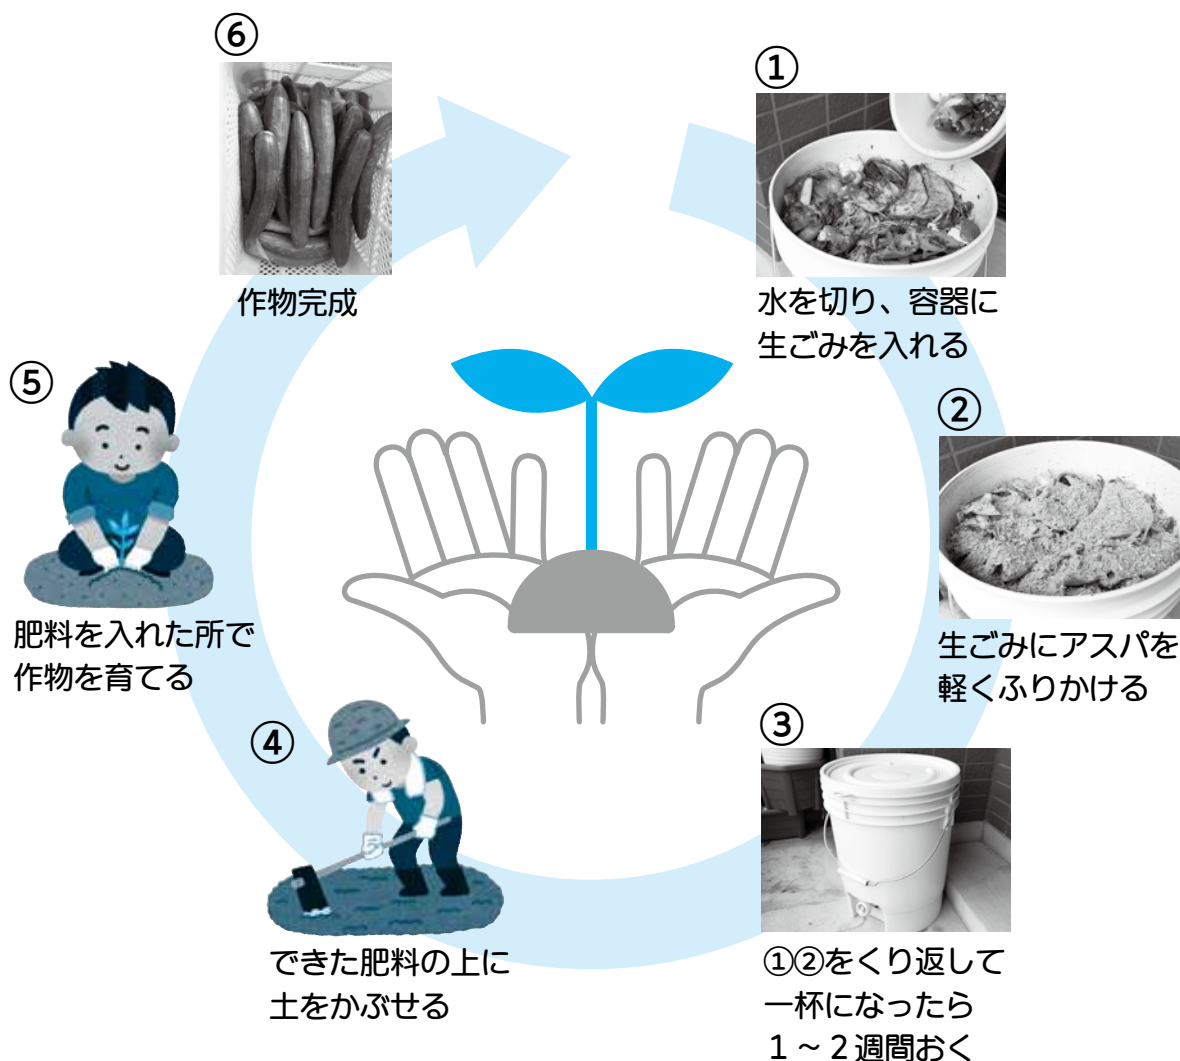 ①
水を切り、容器に
生ごみを入れる
②
生ごみにアスパを
軽くふりかける
③
①②をくり返して
一杯になったら
１～２週間おく
④
できた肥料の上に
土をかぶせる
⑤
肥料を入れた所で
作物を育てる
⑥
作物完成